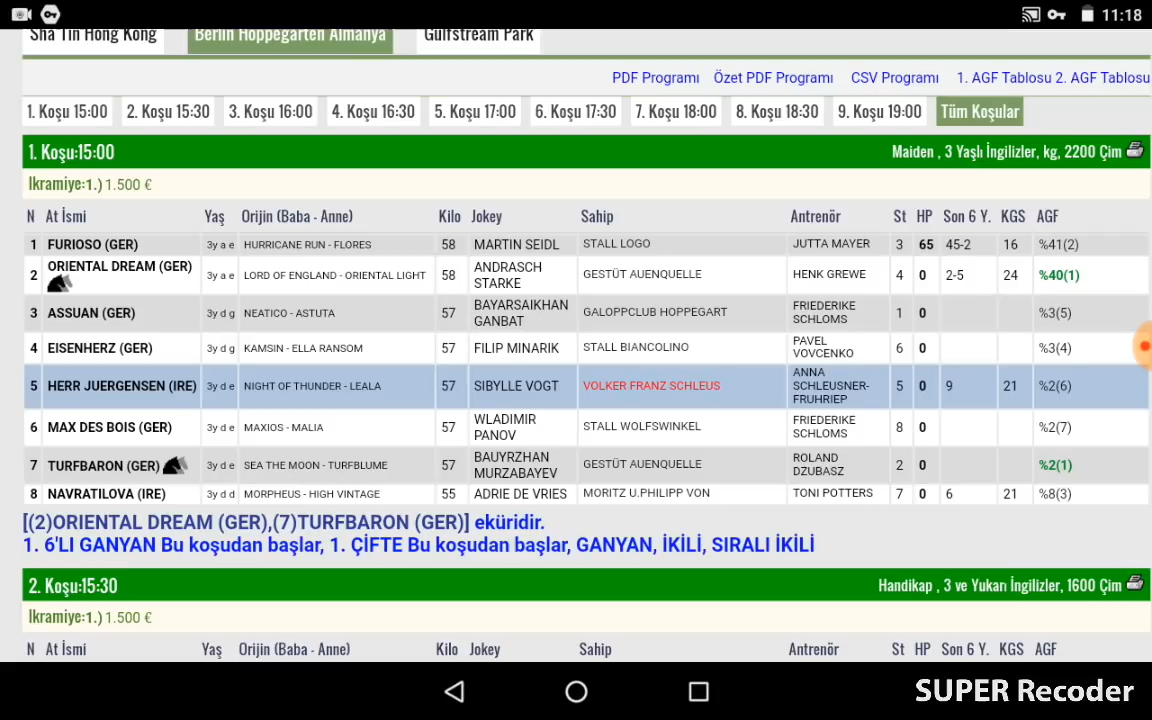 11:18
Sha Tin Hong Kong Berlin Hoppegarten Almanya Gulfstream Park
PDF Programı Özet PDF Programı CSV Programı 1. AGF Tablosu 2. AGF Tablosu
1. Koşu 15:00 2. Koşu 15:30 3. Koşu 16:00 4. Koşu 16:30 5. Koşu 17:00 6. Koşu 17:30 7. Koşu 18:00 8. Koşu 18:30 9. Koşu 19:00 Tüm Koşular
1. Koşu:15:00 Maiden , 3 Yaşlı İngilizler, kg, 2200 Çim
Ikramiye:1.) 1.500 €
N At İsmi Yaş Orijin (Baba - Anne) Kilo Jokey Sahip Antrenör St HP Son 6 Y. KGS AGF
1 FURIOSO (GER) 3y a e HURRICANE RUN - FLORES 58 MARTIN SEIDL STALL LOGO JUTTA MAYER 3 65 45-2 16 %41(2)
2 ORIENTAL DREAM (GER) 3y a e LORD OF ENGLAND - ORIENTAL LIGHT 58 ANDRASCH STARKE GESTÜT AUENQUELLE HENK GREWE 4 0 2-5 24 %40(1)
3 ASSUAN (GER) 3y d g NEATICO - ASTUTA 57 BAYARSAIKHAN GANBAT GALOPPCLUB HOPPEGART FRIEDERIKE SCHLOMS 1 0 %3(5)
4 EISENHERZ (GER) 3y d g KAMSIN - ELLA RANSOM 57 FILIP MINARIK STALL BIANCOLINO PAVEL VOVCENKO 6 0 %3(4)
5 HERR JUERGENSEN (IRE) 3y d e NIGHT OF THUNDER - LEALA 57 SIBYLLE VOGT VOLKER FRANZ SCHLEUS ANNA SCHLEUSNER-FRUHRIEP 5 0 9 21 %2(6)
6 MAX DES BOIS (GER) 3y d e MAXIOS - MALIA 57 WLADIMIR PANOV STALL WOLFSWINKEL FRIEDERIKE SCHLOMS 8 0 %2(7)
7 TURFBARON (GER) 3y d e SEA THE MOON - TURFBLUME 57 BAUYRZHAN MURZABAYEV GESTÜT AUENQUELLE ROLAND DZUBASZ 2 0 %2(1)
8 NAVRATILOVA (IRE) 3y d d MORPHEUS - HIGH VINTAGE 55 ADRIE DE VRIES MORITZ U.PHILIPP VON TONI POTTERS 7 0 6 21 %8(3)
[(2)ORIENTAL DREAM (GER),(7)TURFBARON (GER)] eküridir.
1. 6'LI GANYAN Bu koşudan başlar, 1. ÇİFTE Bu koşudan başlar, GANYAN, İKİLİ, SIRALI İKİLİ
2. Koşu:15:30 Handikap , 3 ve Yukarı İngilizler, 1600 Çim
Ikramiye:1.) 1.500 €
N At İsmi Yaş Orijin (Baba - Anne) Kilo Jokey Sahip Antrenör St HP Son 6 Y. KGS AGF
SUPER Recoder